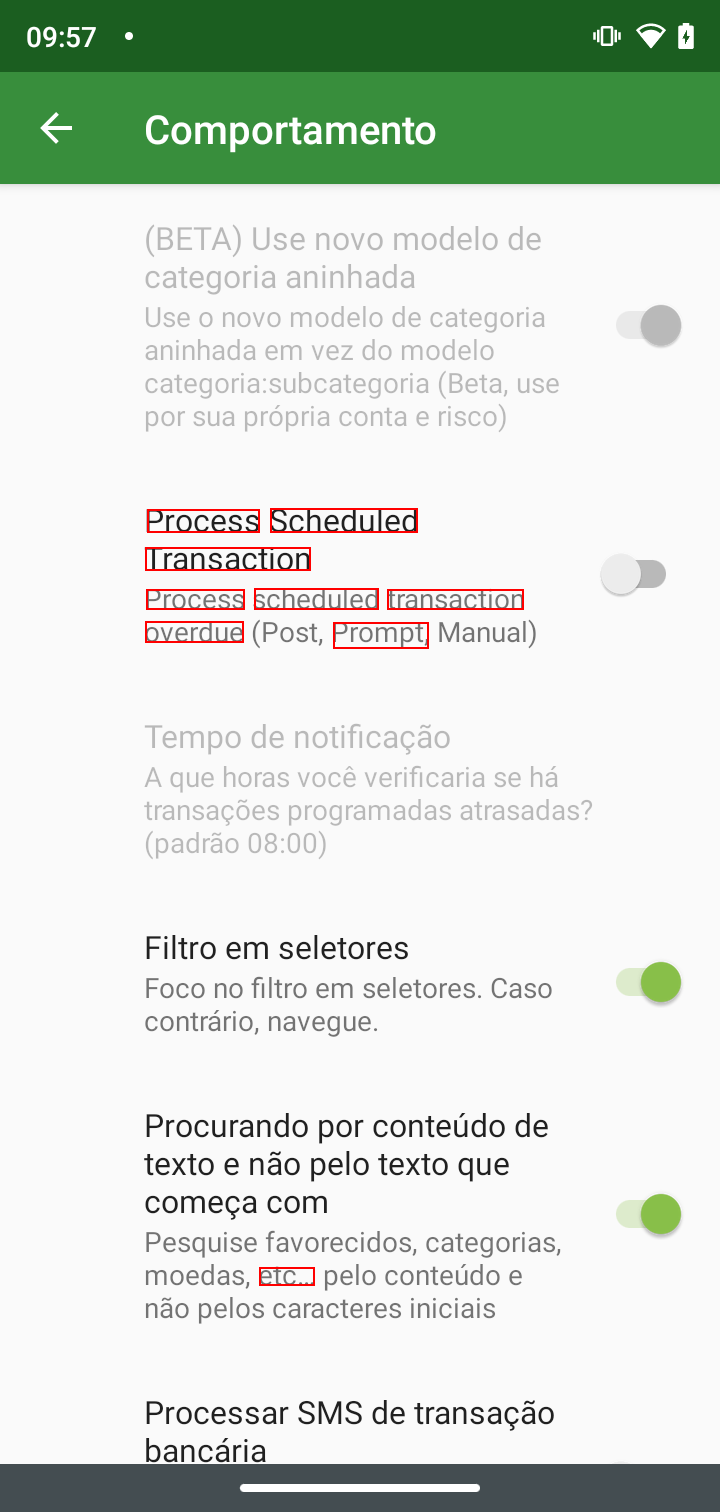 09:57
Comportamento
(BETA) Use novo modelo de
categoria aninhada
Use o novo modelo de categoria
aninhada em vez do modelo
categoria:subcategoria (Beta, use
por sua própria conta e risco)
Process Scheduled
Transaction
Process scheduled transaction
overdue (Post, Prompt, Manual)
Tempo de notificação
A que horas você verificaria se há
transações programadas atrasadas?
(padrão 08:00)
Filtro em seletores
Foco no filtro em seletores. Caso
contrário, navegue.
Procurando por conteúdo de
texto e não pelo texto que
começa com
Pesquise favorecidos, categorias,
moedas, etc... pelo conteúdo e
não pelos caracteres iniciais
Processar SMS de transação
bancária